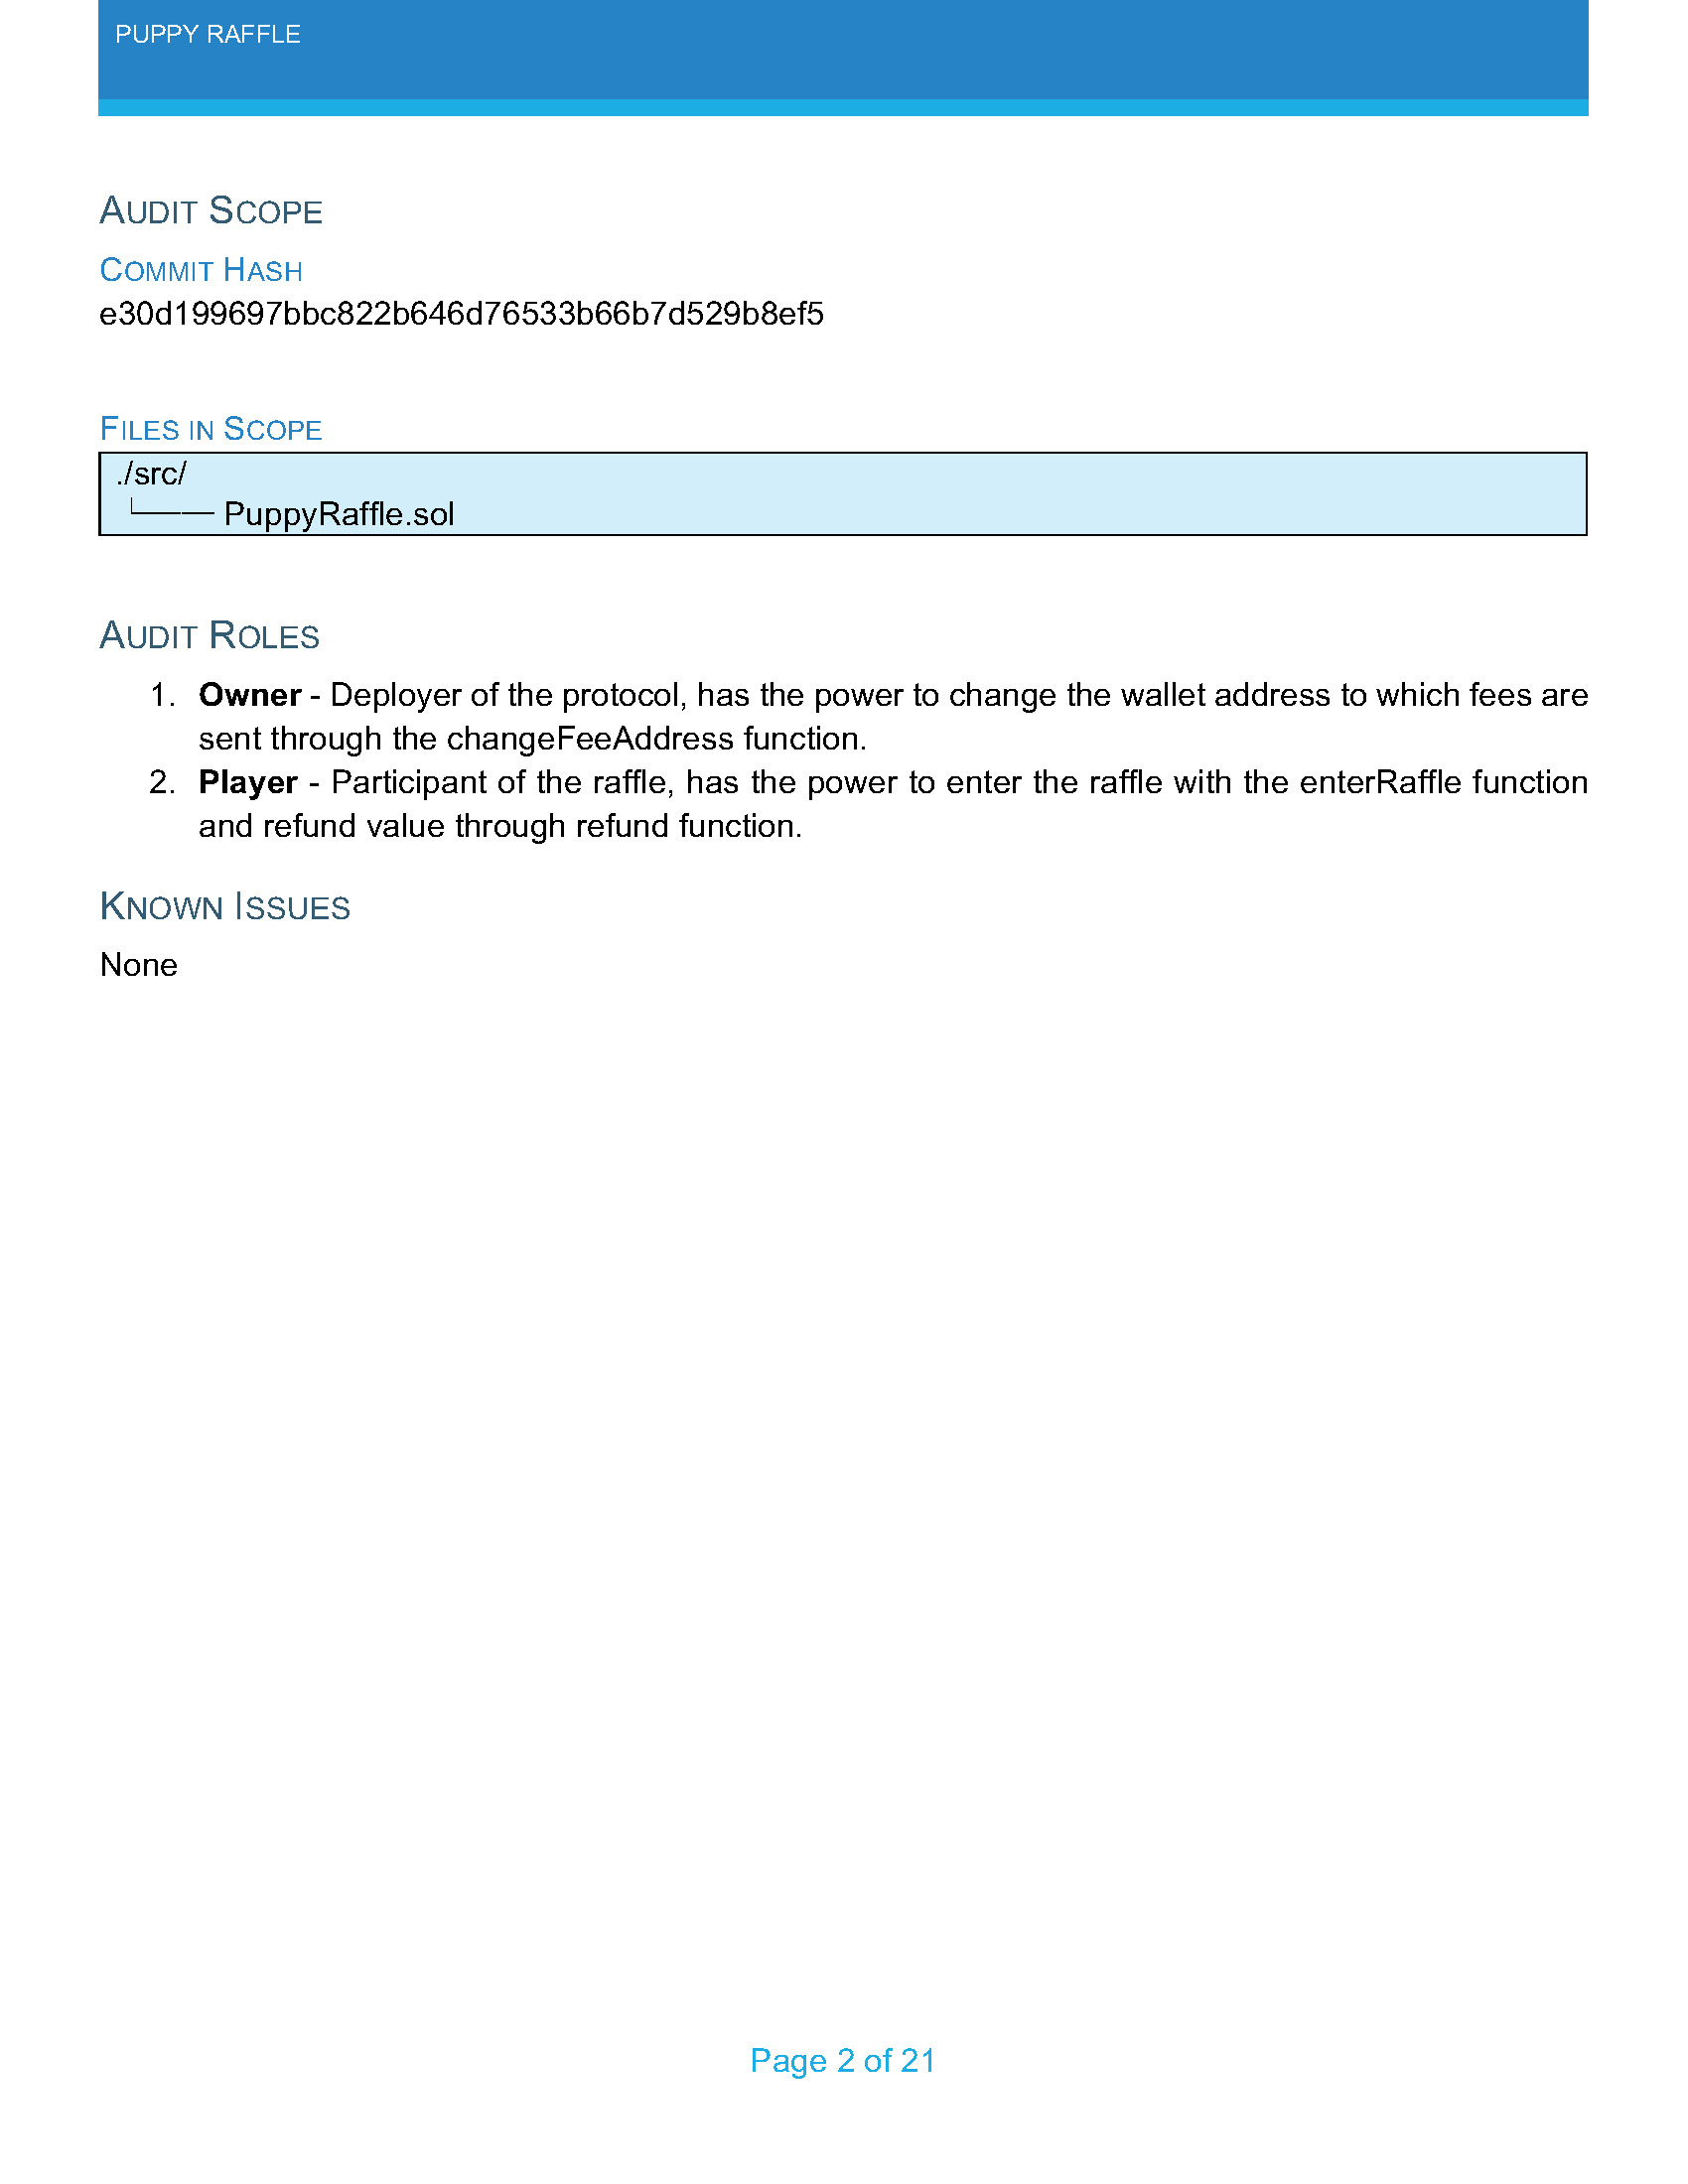 PUPPY RAFFLE
AUDIT SCOPE
COMMIT HASH
e30d199697bbc822b646d76533b66b7d529b8ef5
FILES IN SCOPE
./src/
└── PuppyRaffle.sol
AUDIT ROLES
1. Owner - Deployer of the protocol, has the power to change the wallet address to which fees are
sent through the changeFeeAddress function.
2. Player - Participant of the raffle, has the power to enter the raffle with the enterRaffle function
and refund value through refund function.
KNOWN ISSUES
None
Page 2 of 21